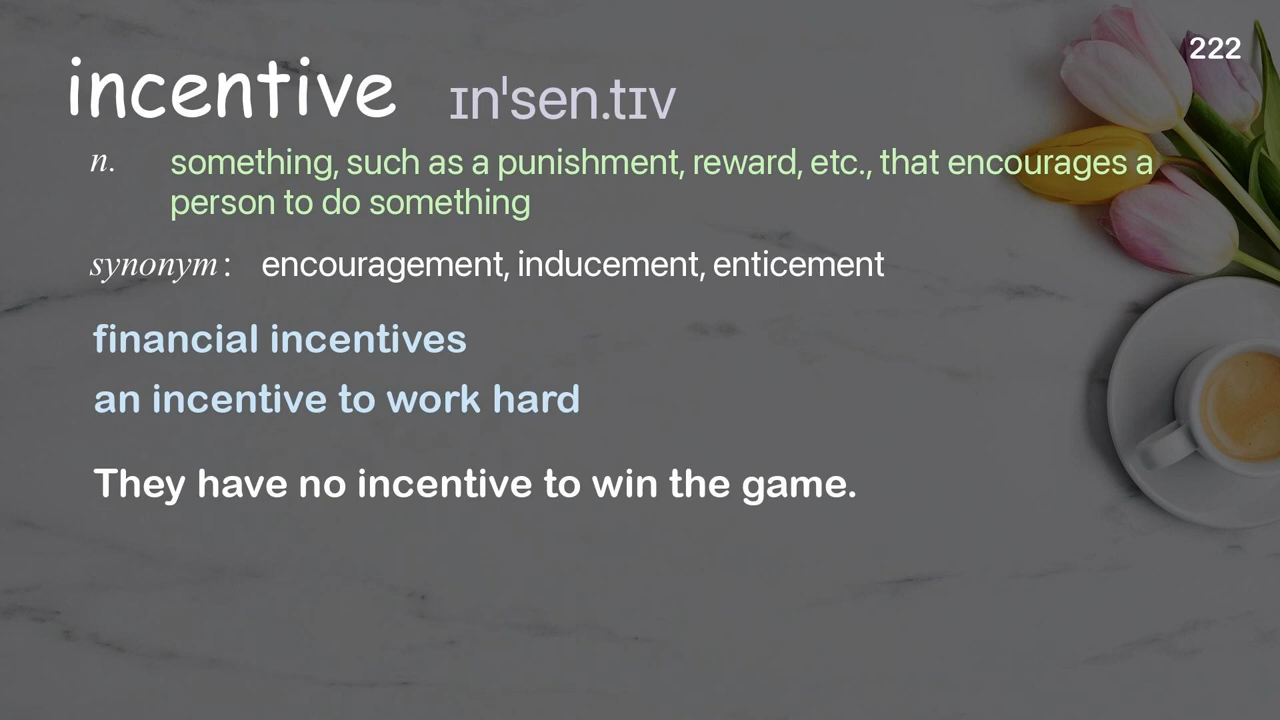 222
incentive ɪnˈsen.tɪv
n. something, such as a punishment, reward, etc., that encourages a
person to do something
synonym: encouragement, inducement, enticement
financial incentives
an incentive to work hard
They have no incentive to win the game.